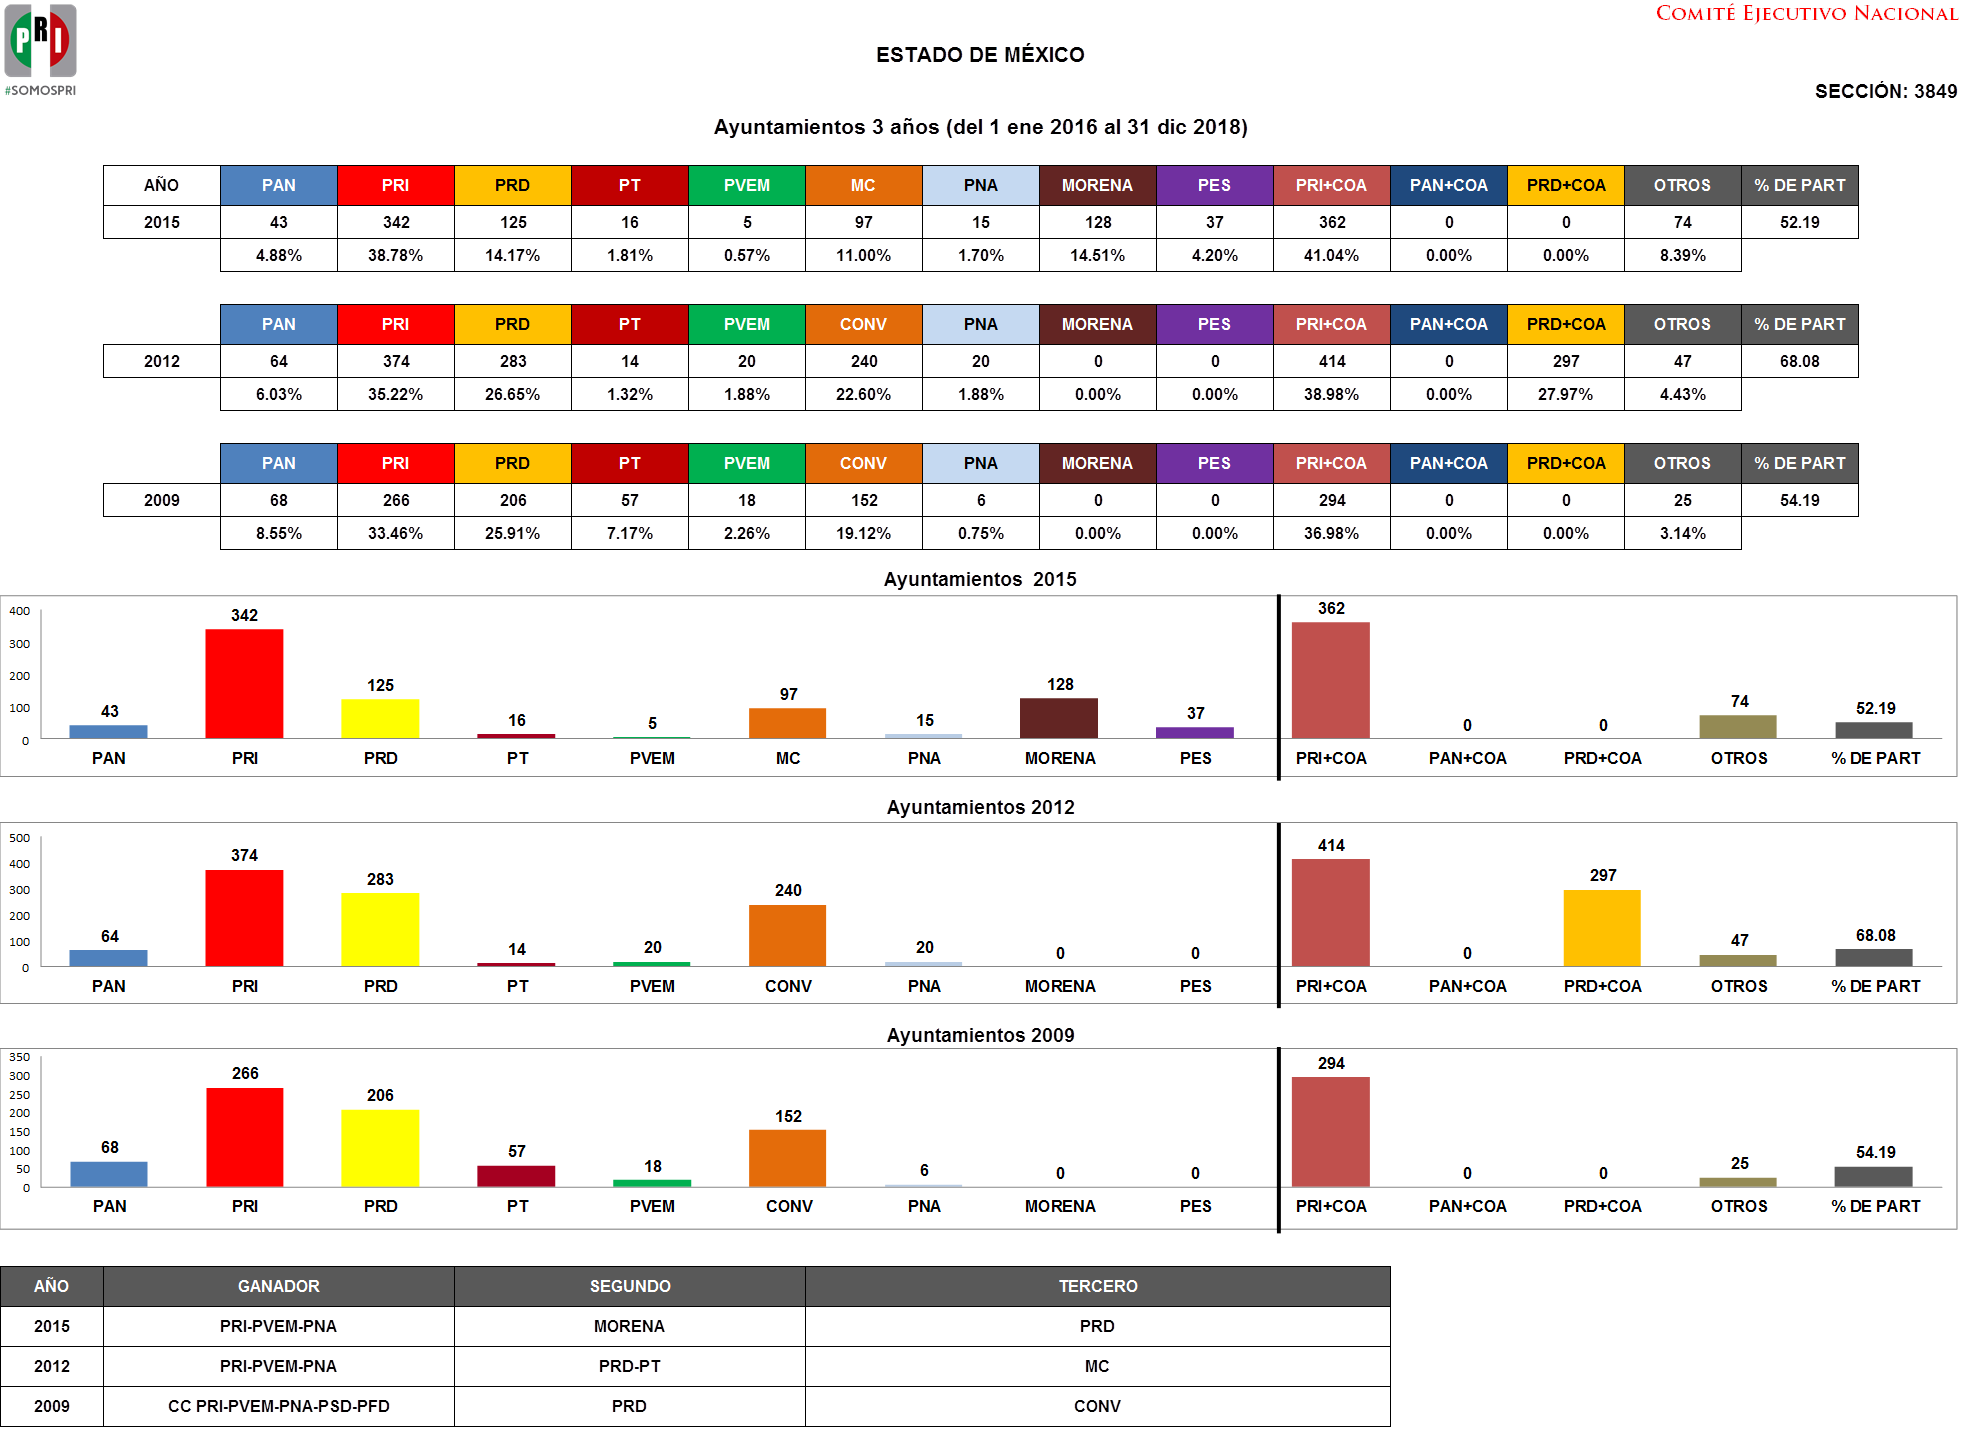 PRI
#SOMOSPRI
COMITÉ EJECUTIVO NACIONAL
ESTADO DE MÉXICO
SECCIÓN: 3849
Ayuntamientos 3 años (del 1 ene 2016 al 31 dic 2018)
AÑO PAN PRI PRD PT PVEM MC PNA MORENA PES PRI+COA PAN+COA PRD+COA OTROS % DE PART
2015 43 342 125 16 5 97 15 128 37 362 0 0 74 52.19
4.88% 38.78% 14.17% 1.81% 0.57% 11.00% 1.70% 14.51% 4.20% 41.04% 0.00% 0.00% 8.39%
PAN PRI PRD PT PVEM CONV PNA MORENA PES PRI+COA PAN+COA PRD+COA OTROS % DE PART
2012 64 374 283 14 20 240 20 0 0 414 0 297 47 68.08
6.03% 35.22% 26.65% 1.32% 1.88% 22.60% 1.88% 0.00% 0.00% 38.98% 0.00% 27.97% 4.43%
PAN PRI PRD PT PVEM CONV PNA MORENA PES PRI+COA PAN+COA PRD+COA OTROS % DE PART
2009 68 266 206 57 18 152 6 0 0 294 0 0 25 54.19
8.55% 33.46% 25.91% 7.17% 2.26% 19.12% 0.75% 0.00% 0.00% 36.98% 0.00% 0.00% 3.14%
Ayuntamientos 2015
400
300
200
100
0
43 342 125 16 5 97 15 128 37 362 0 0 74 52.19
PAN PRI PRD PT PVEM MC PNA MORENA PES PRI+COA PAN+COA PRD+COA OTROS % DE PART
Ayuntamientos 2012
500
400
300
200
100
0
64 374 283 14 20 240 20 0 0 414 0 297 47 68.08
PAN PRI PRD PT PVEM CONV PNA MORENA PES PRI+COA PAN+COA PRD+COA OTROS % DE PART
Ayuntamientos 2009
350
300
250
200
150
100
50
0
68 266 206 57 18 152 6 0 0 294 0 0 25 54.19
PAN PRI PRD PT PVEM CONV PNA MORENA PES PRI+COA PAN+COA PRD+COA OTROS % DE PART
AÑO GANADOR SEGUNDO TERCERO
2015 PRI-PVEM-PNA MORENA PRD
2012 PRI-PVEM-PNA PRD-PT MC
2009 CC PRI-PVEM-PNA-PSD-PFD PRD CONV